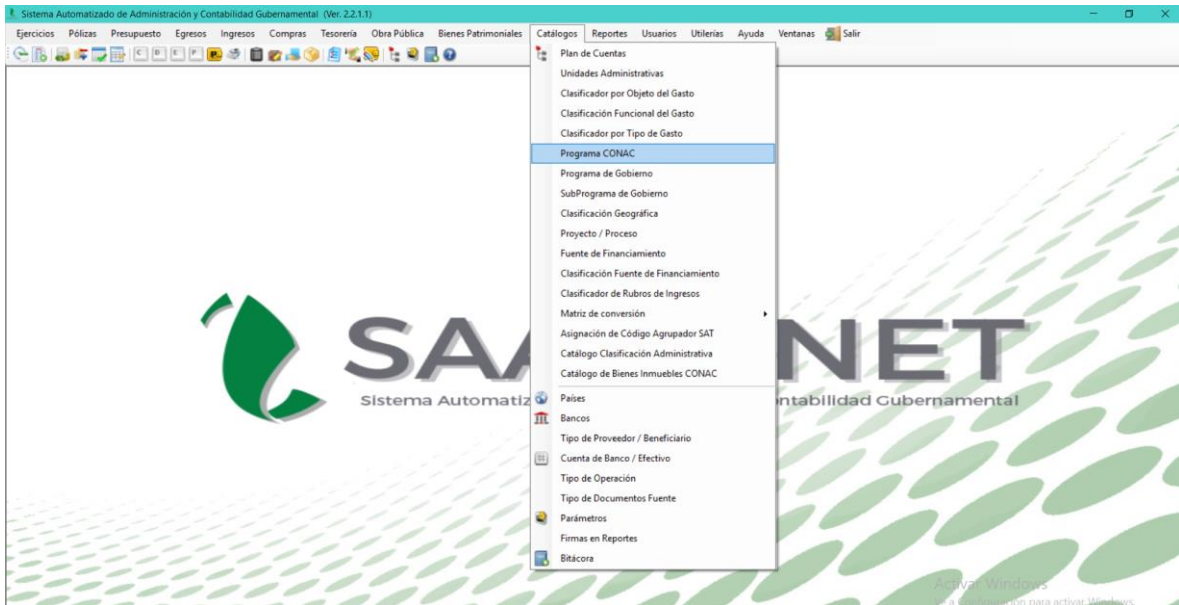 Sistema Automatizado de Administración y Contabilidad Gubernamental (Ver. 2.2.1.1)
Ejercicios Pólizas Presupuesto Egresos Ingresos Compras Tesorería Obra Pública Bienes Patrimoniales Catálogos Reportes Usuarios Utilerías Ayuda Ventanas Salir
C D E P P
Plan de Cuentas
Unidades Administrativas
Clasificador por Objeto del Gasto
Clasificación Funcional del Gasto
Clasificador por Tipo de Gasto
Programa CONAC
Programa de Gobierno
SubPrograma de Gobierno
Clasificación Geográfica
Proyecto / Proceso
Fuente de Financiamiento
Clasificación Fuente de Financiamiento
Clasificador de Rubros de Ingresos
Matriz de conversión
Asignación de Código Agrupador SAT
Catálogo Clasificación Administrativa
Catálogo de Bienes Inmuebles CONAC
Países
Bancos
Tipo de Proveedor / Beneficiario
Cuenta de Banco / Efectivo
Tipo de Operación
Tipo de Documentos Fuente
Parámetros
Firmas en Reportes
Bitácora
SAA NET
Sistema Automatiz ntabilidad Gubernamental
Activar Windows
Ve a Configuración para activar Windows.